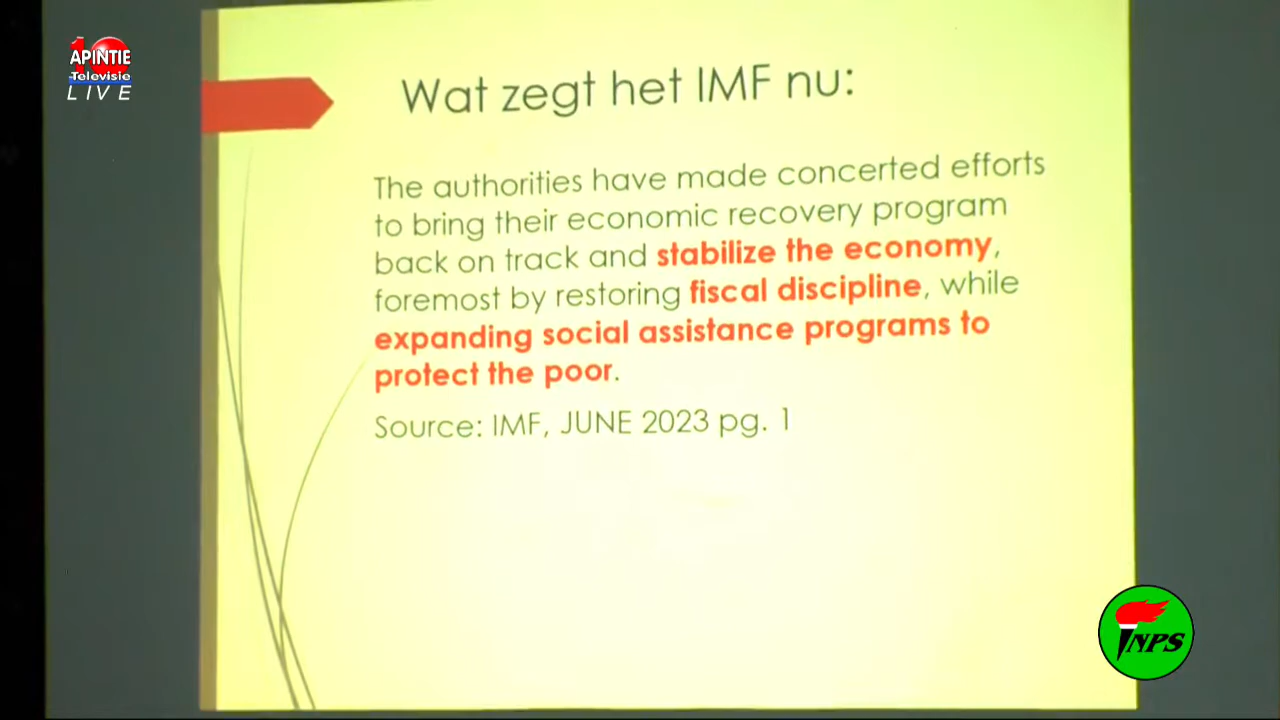 10
APINTIE
Televisie
LIVE
Wat zegt het IMF nu:
The authorities have made concerted efforts
to bring their economic recovery program
back on track and stabilize the economy,
foremost by restoring fiscal discipline, while
expanding social assistance programs to
protect the poor.
Source: IMF, JUNE 2023 pg. 1
NPS